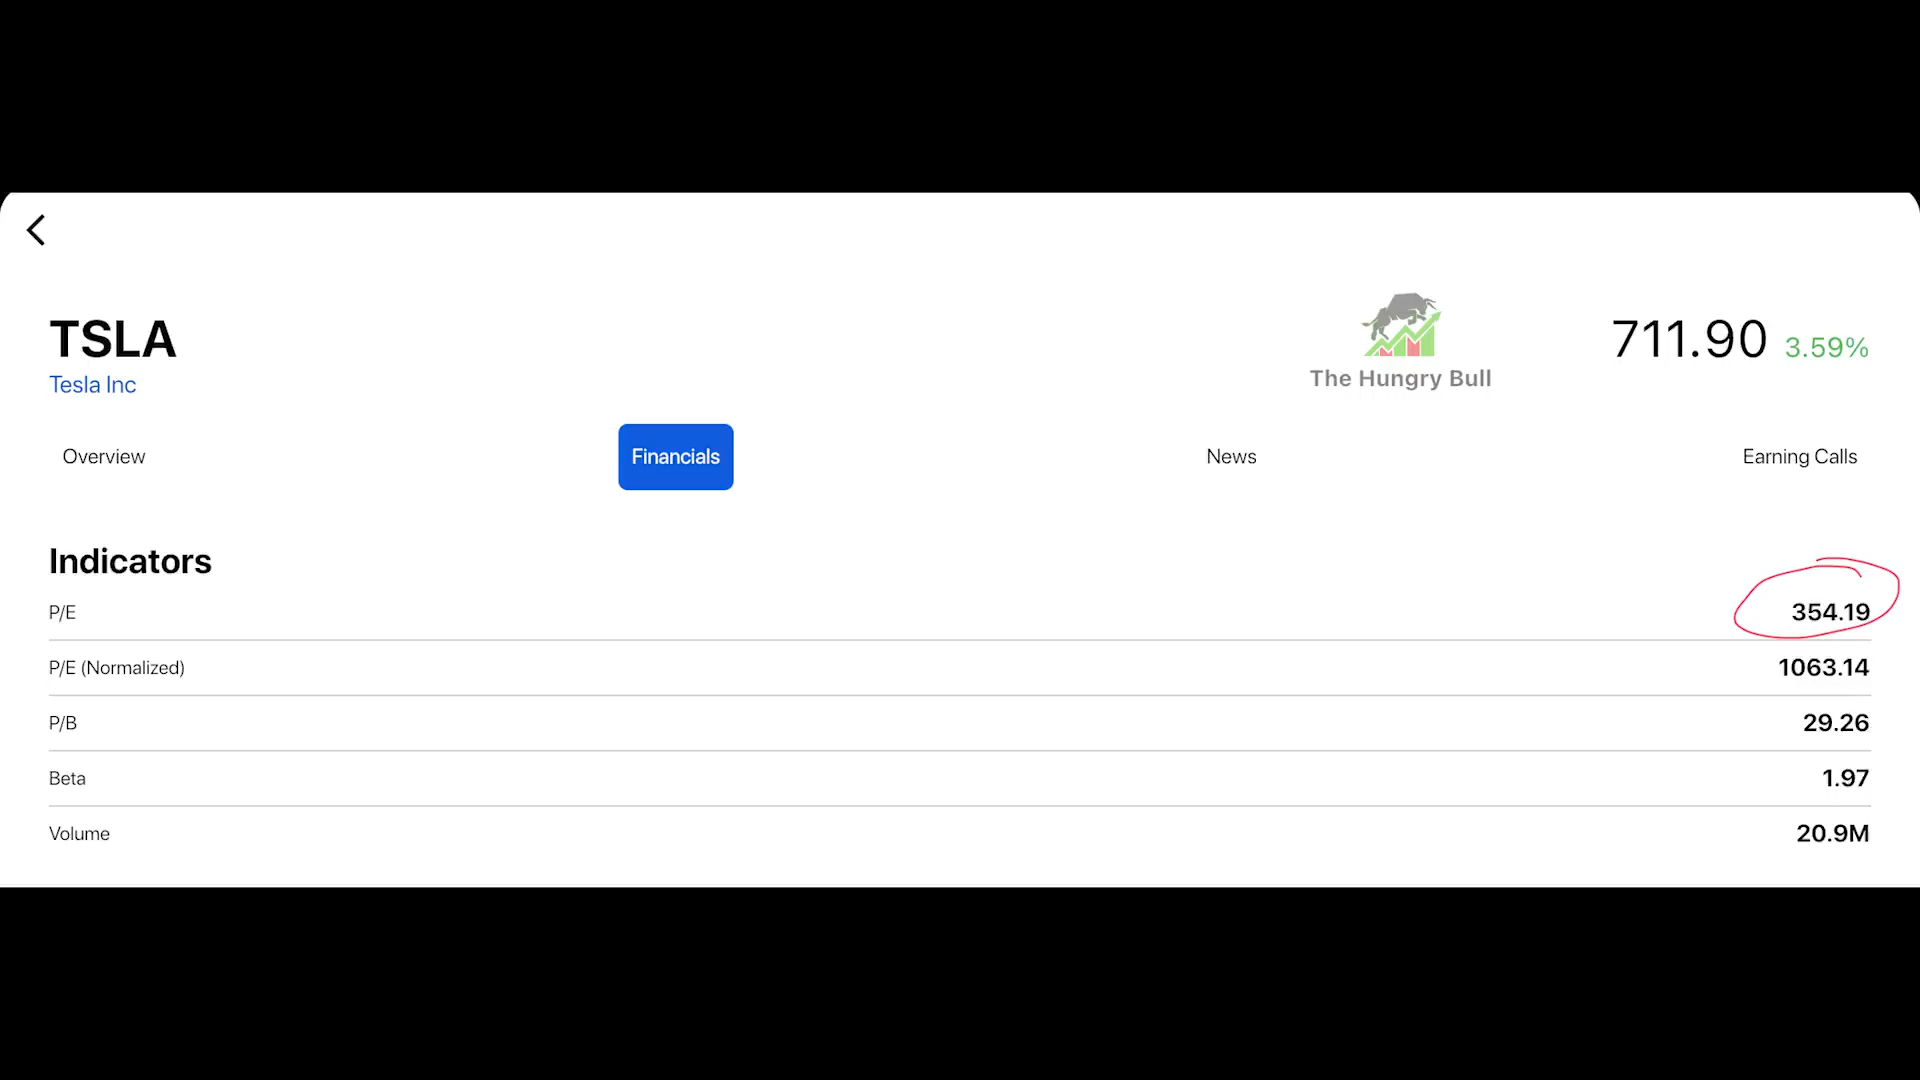 TSLA
Tesla Inc
The Hungry Bull
711.90 3.59%
Overview Financials News Earning Calls
Indicators
P/E 354.19
P/E (Normalized) 1063.14
P/B 29.26
Beta 1.97
Volume 20.9M